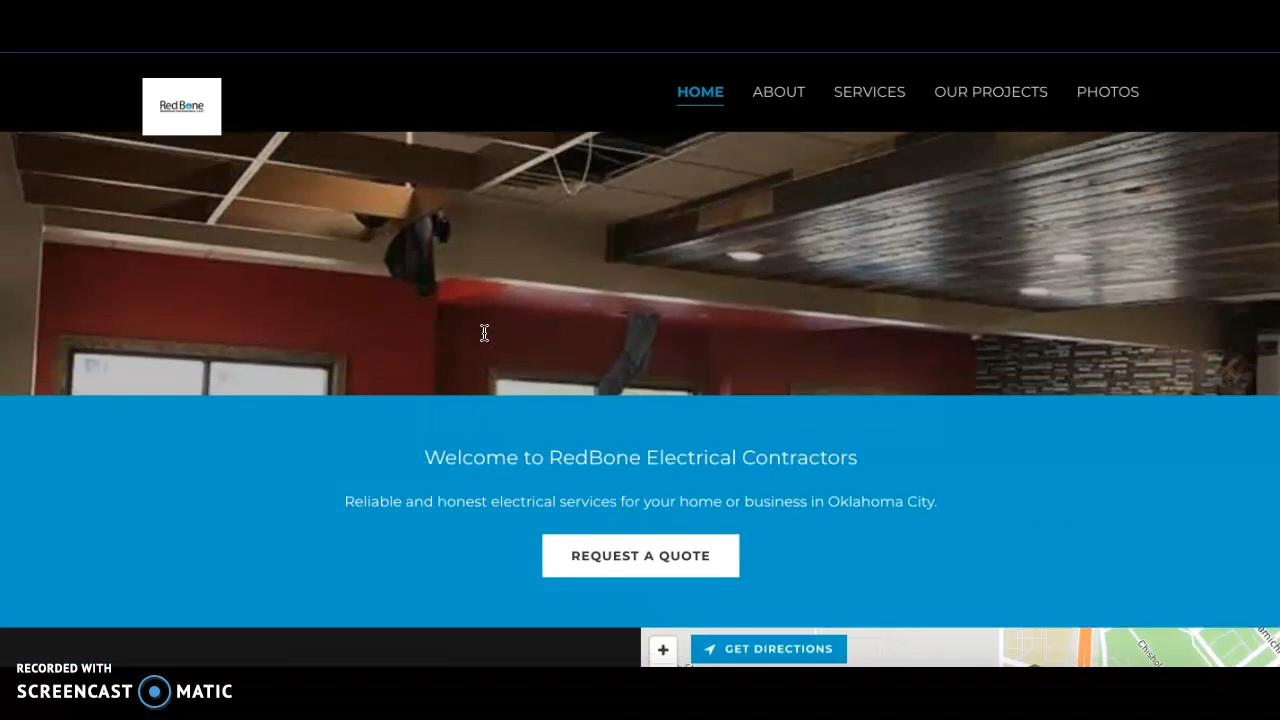 RedBone
HOME ABOUT SERVICES OUR PROJECTS PHOTOS
Welcome to RedBone Electrical Contractors
Reliable and honest electrical services for your home or business in Oklahoma City.
REQUEST A QUOTE
+
GET DIRECTIONS
RECORDED WITH
SCREENCAST MATIC